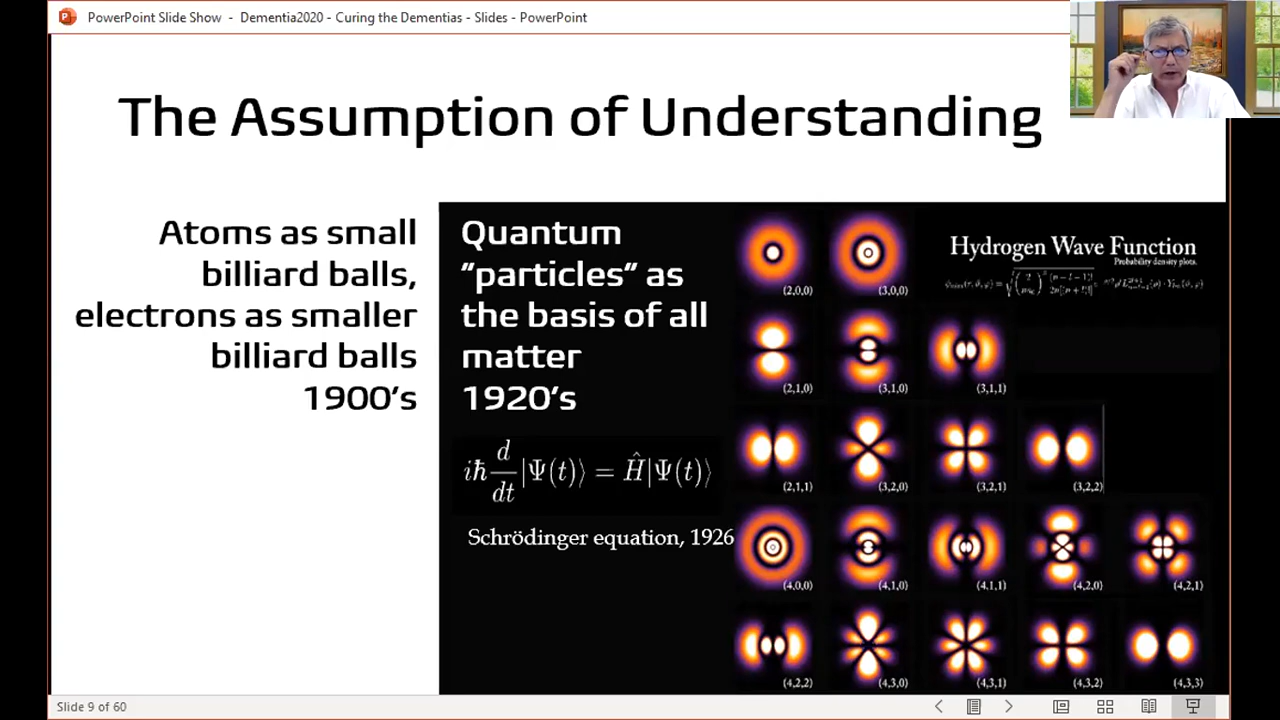 PowerPoint Slide Show - Dementia2020 - Curing the Dementias - Slides - PowerPoint
The Assumption of Understanding
Atoms as small
billiard balls,
electrons as smaller
billiard balls
1900's
Quantum
"particles" as
the basis of all
matter
1920's
iħ d/dt |Ψ(t)⟩ = Ĥ|Ψ(t)⟩
Schrödinger equation, 1926
Hydrogen Wave Function
Probability density plots.
(2,0,0) (3,0,0)
(2,1,0) (3,1,0) (3,1,1)
(2,1,1) (3,2,0) (3,2,1) (3,2,2)
(4,0,0) (4,1,0) (4,1,1) (4,2,0) (4,2,1)
(4,2,2) (4,3,0) (4,3,1) (4,3,2) (4,3,3)
Slide 9 of 60